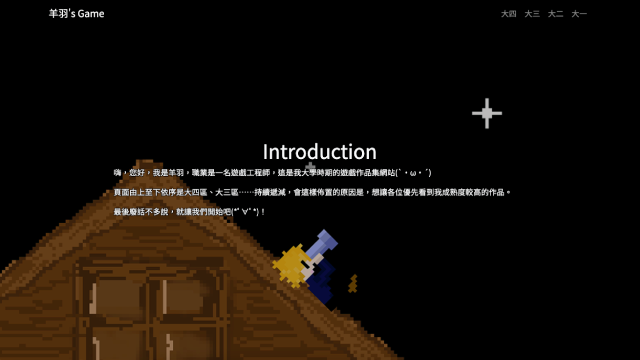 羊羽's Game
大四 大三 大二 大一
Introduction
嗨，您好，我是羊羽，職業是一名遊戲工程師，這是我大學時期的遊戲作品集網站(`・ω・´)
頁面由上至下依序是大四區、大三區⋯⋯持續遞減，會這樣佈置的原因是，想讓各位優先看到我成熟度較高的作品。
最後廢話不多說，就讓我們開始吧(*ﾟ∀ﾟ*)！